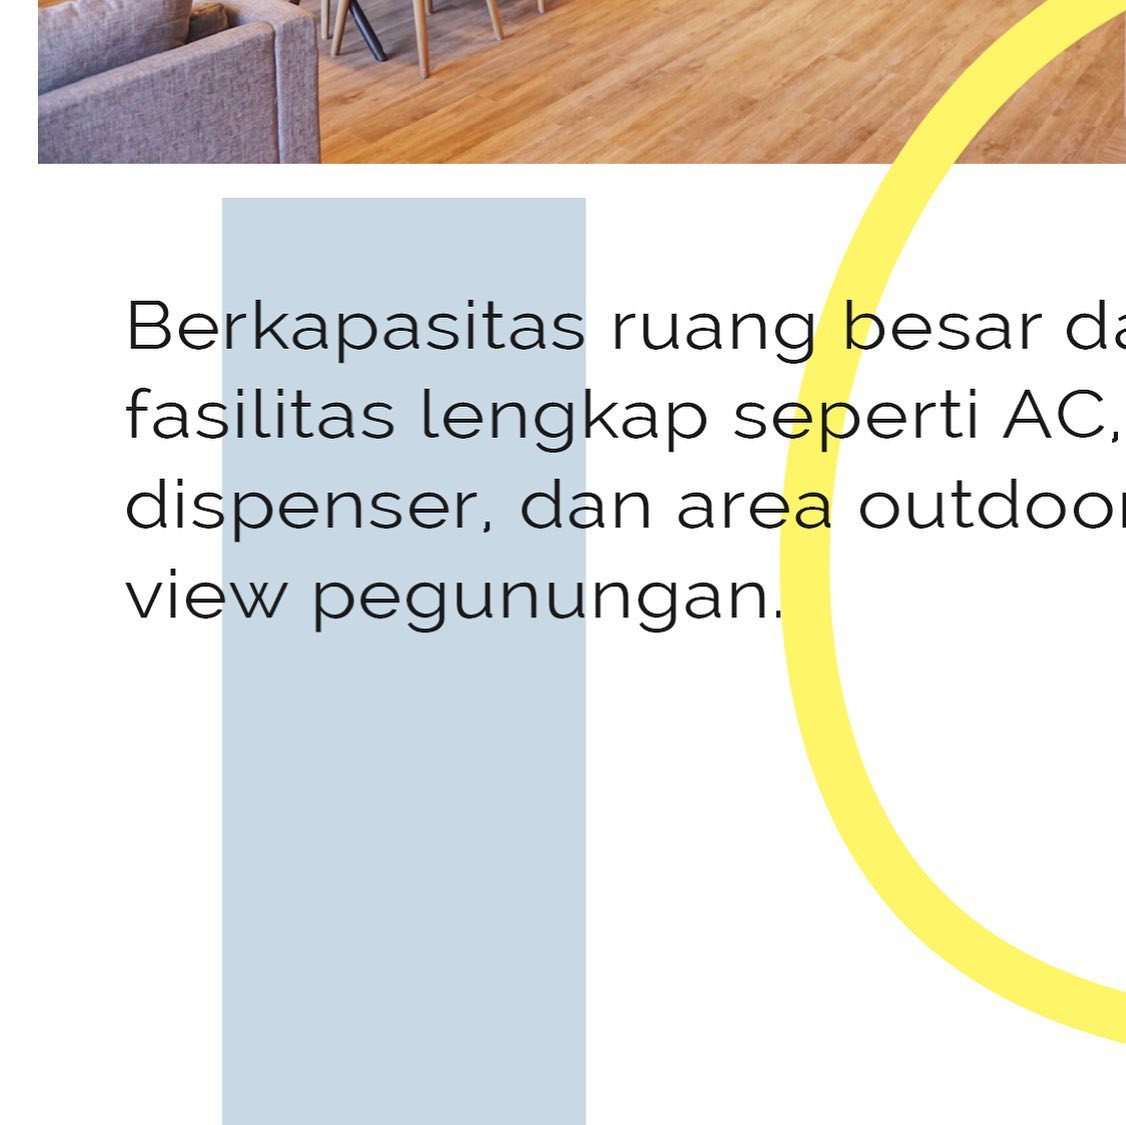 Berkapasitas ruang besar da
fasilitas lengkap seperti AC,
dispenser, dan area outdoor
view pegunungan.